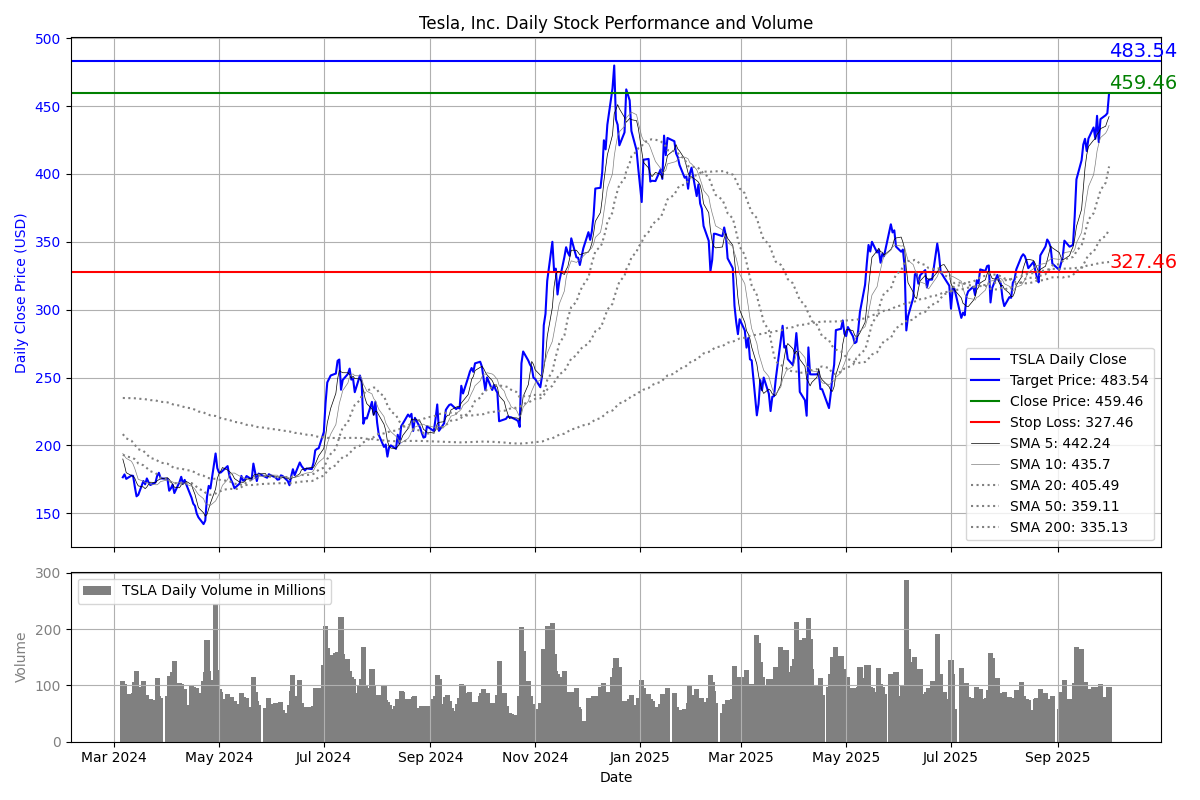 Tesla, Inc. Daily Stock Performance and Volume
500
450
400
350
300
250
200
150
Daily Close Price (USD)
483.54
459.46
327.46
TSLA Daily Close
Target Price: 483.54
Close Price: 459.46
Stop Loss: 327.46
SMA 5: 442.24
SMA 10: 435.7
SMA 20: 405.49
SMA 50: 359.11
SMA 200: 335.13
300
200
100
0
Volume
TSLA Daily Volume in Millions
Mar 2024 May 2024 Jul 2024 Sep 2024 Nov 2024 Jan 2025 Mar 2025 May 2025 Jul 2025 Sep 2025
Date